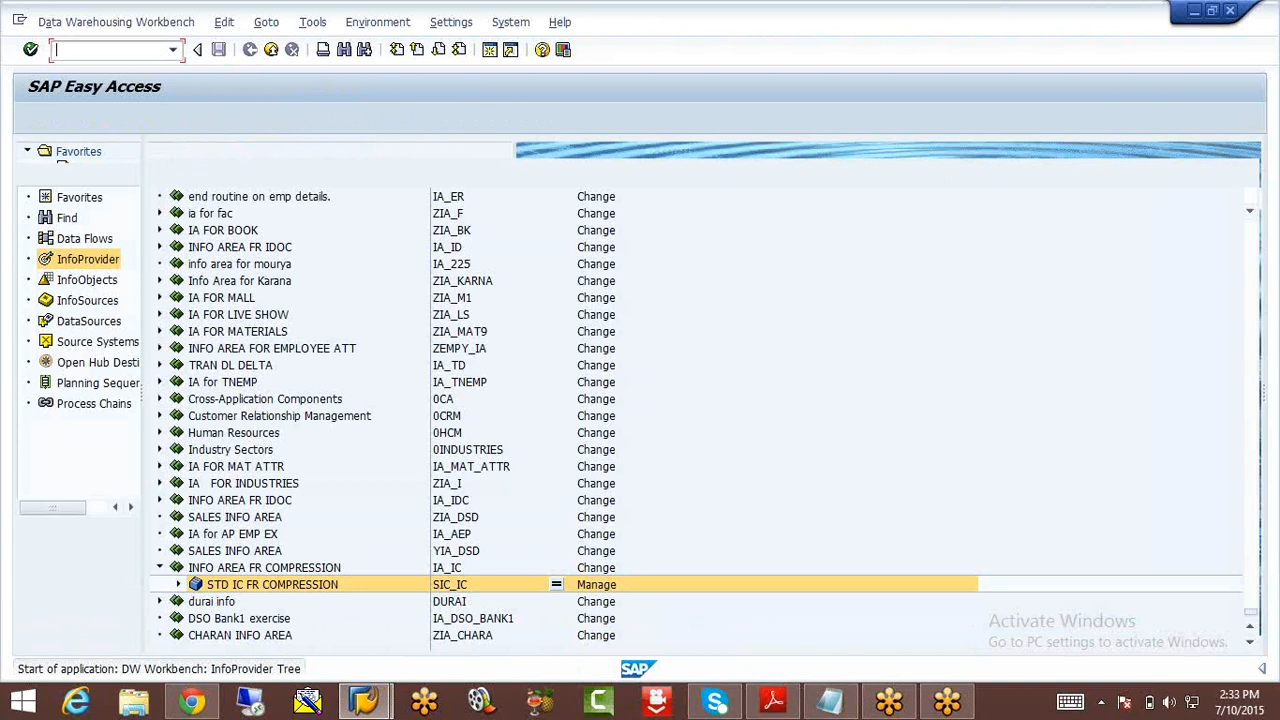 Data Warehousing Workbench Edit Goto Tools Environment Settings System Help
SAP Easy Access
Favorites
Favorites
Find
Data Flows
InfoProvider
InfoObjects
InfoSources
DataSources
Source Systems
Open Hub Desti
Planning Sequer
Process Chains
end routine on emp details. IA_ER Change
ia for fac ZIA_F Change
IA FOR BOOK ZIA_BK Change
INFO AREA FR IDOC IA_ID Change
info area for mourya IA_225 Change
Info Area for Karana ZIA_KARNA Change
IA FOR MALL ZIA_M1 Change
IA FOR LIVE SHOW ZIA_LS Change
IA FOR MATERIALS ZIA_MAT9 Change
INFO AREA FOR EMPLOYEE ATT ZEMPY_IA Change
TRAN DL DELTA IA_TD Change
IA for TNEMP IA_TNEMP Change
Cross-Application Components 0CA Change
Customer Relationship Management 0CRM Change
Human Resources 0HCM Change
Industry Sectors 0INDUSTRIES Change
IA FOR MAT ATTR IA_MAT_ATTR Change
IA FOR INDUSTRIES ZIA_I Change
INFO AREA FR IDOC IA_IDC Change
SALES INFO AREA ZIA_DSD Change
IA for AP EMP EX IA_AEP Change
SALES INFO AREA YIA_DSD Change
INFO AREA FR COMPRESSION IA_IC Change
STD IC FR COMPRESSION SIC_IC Manage
durai info DURAI Change
DSO Bank1 exercise IA_DSO_BANK1 Change
CHARAN INFO AREA ZIA_CHARA Change
Activate Windows
Go to PC settings to activate Windows.
Start of application: DW Workbench: InfoProvider Tree
SAP
2:33 PM
7/10/2015